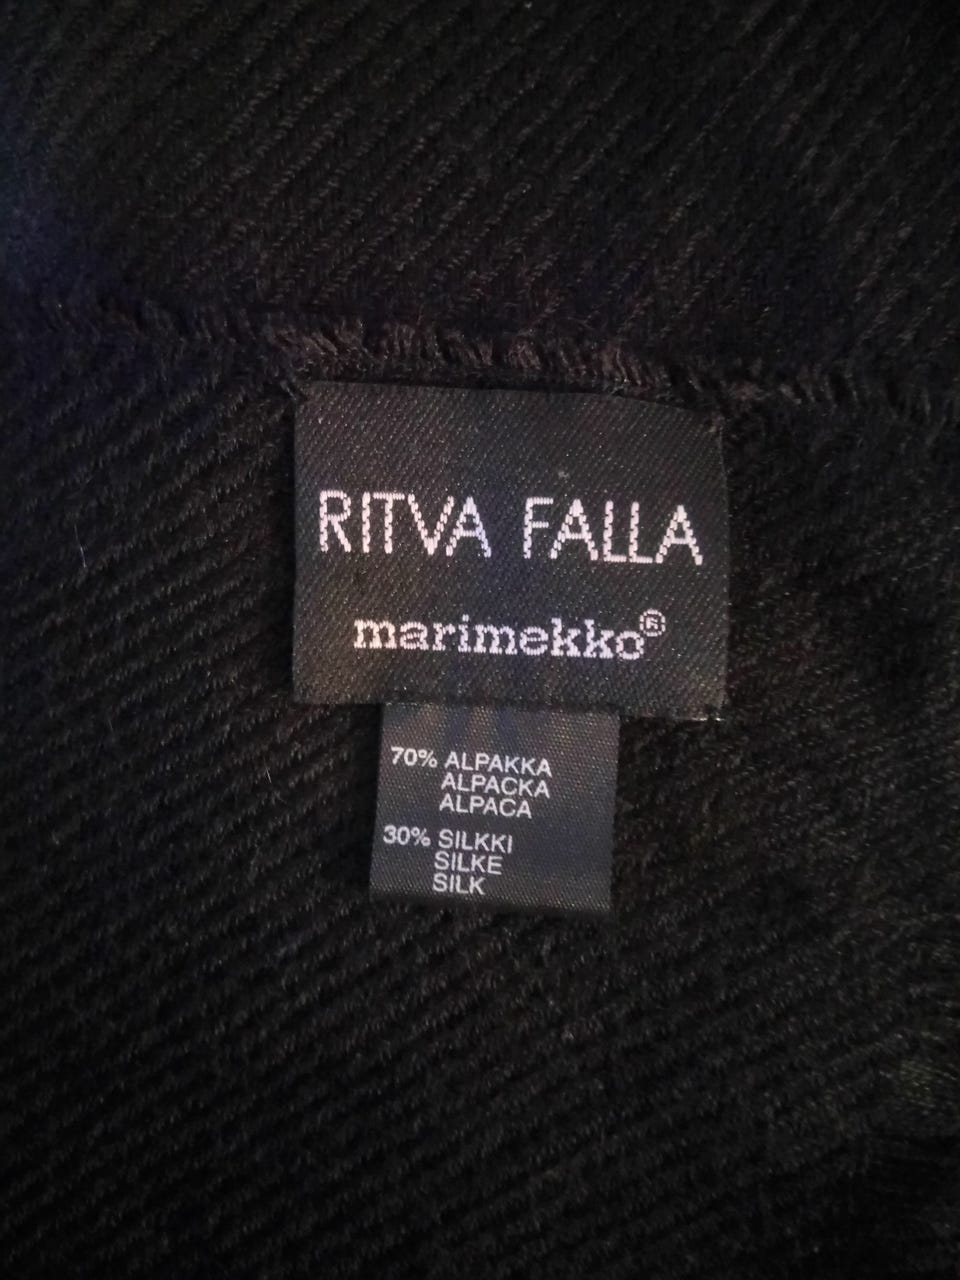 RITVA FALLA
marimekko®
70% ALPAKKA
ALPACKA
ALPACA
30% SILKKI
SILKE
SILK